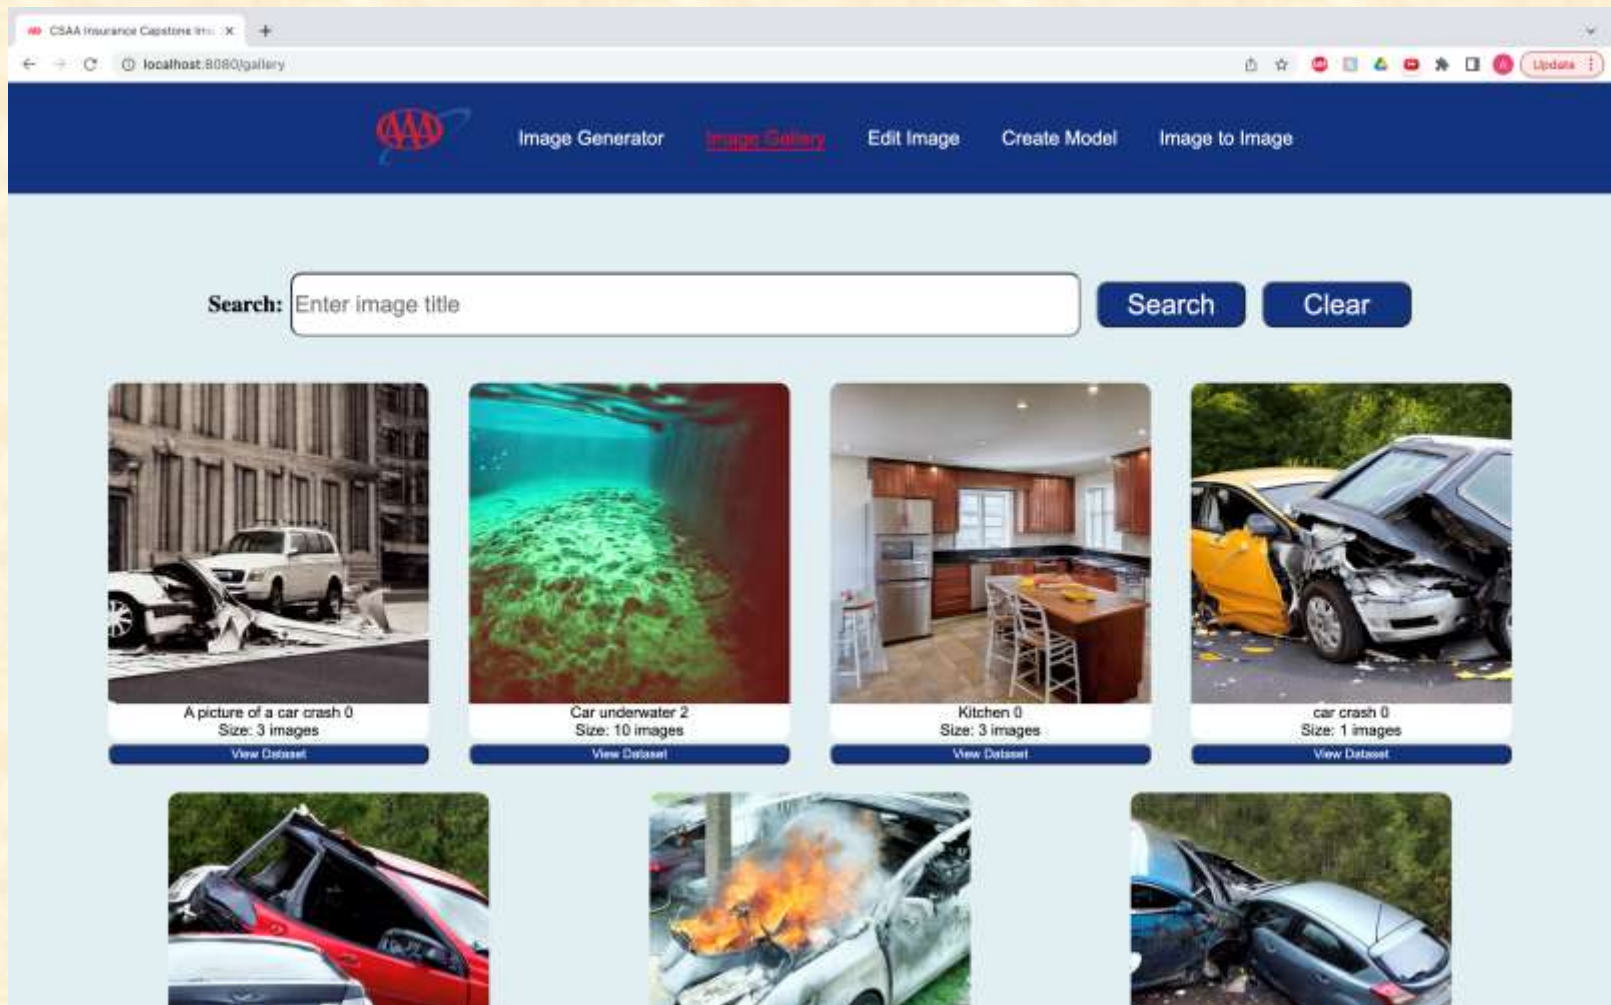 CSAA Insurance Capstone
localhost:8080/gallery
Update
AAA
Image Generator
Image Gallery
Edit Image
Create Model
Image to Image
Search:
Enter image title
Search
Clear
A picture of a car crash 0
Size: 3 images
View Dataset
Car underwater 2
Size: 10 images
View Dataset
Kitchen 0
Size: 3 images
View Dataset
car crash 0
Size: 1 images
View Dataset